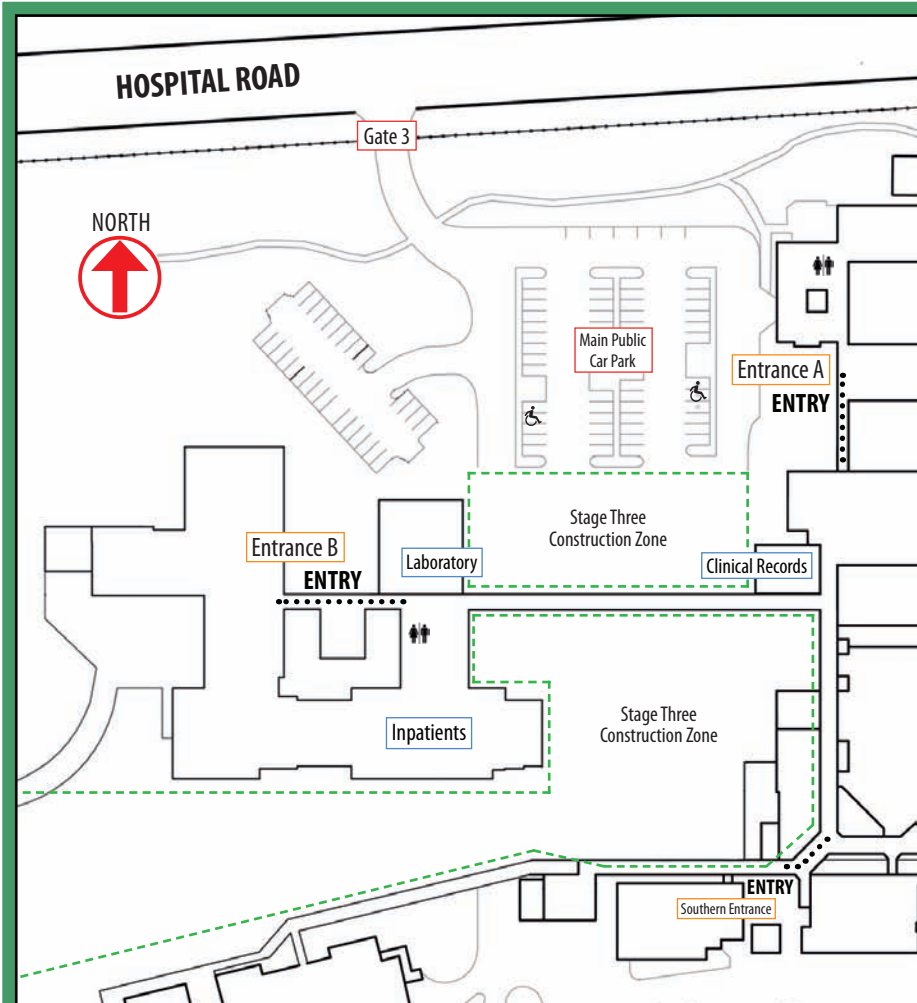 HOSPITAL ROAD
Gate 3
NORTH
Main Public
Car Park
Entrance A
ENTRY
Stage Three
Construction Zone
Entrance B
ENTRY
Laboratory
Clinical Records
Inpatients
Stage Three
Construction Zone
ENTRY
Southern Entrance